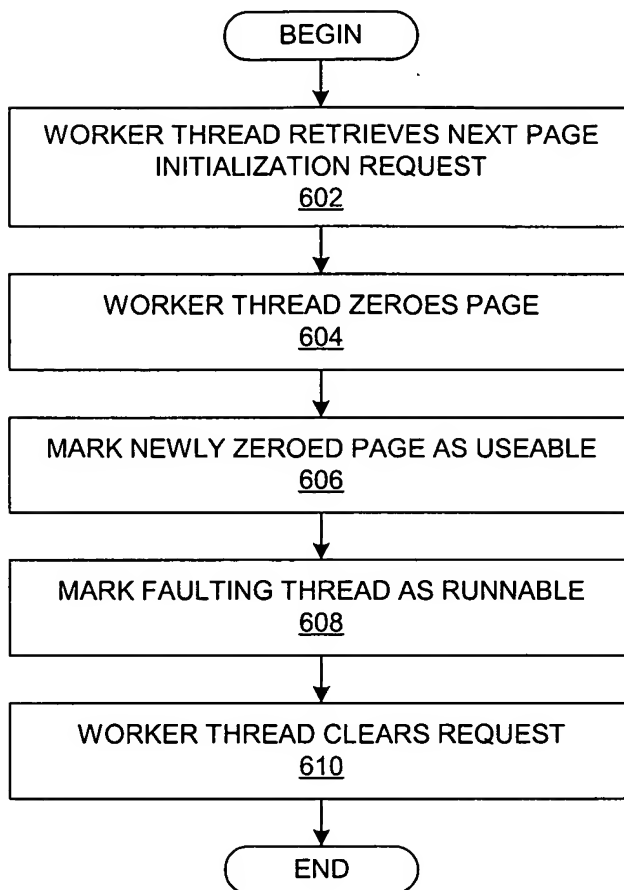 BEGIN
WORKER THREAD RETRIEVES NEXT PAGE
INITIALIZATION REQUEST
602
WORKER THREAD ZEROES PAGE
604
MARK NEWLY ZEROED PAGE AS USEABLE
606
MARK FAULTING THREAD AS RUNNABLE
608
WORKER THREAD CLEARS REQUEST
610
END